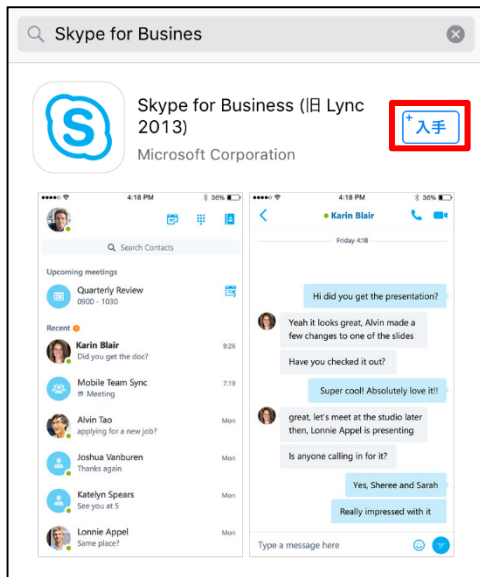 Skype for Busines
Skype for Business (旧 Lync
2013)
Microsoft Corporation
+入手
4:18 PM
36%
Search Contacts
Upcoming meetings
Quarterly Review
0900 - 1030
Recent
Karin Blair
9:26
Did you get the doc?
Mobile Team Sync
7:19
Meeting
Alvin Tao
Mon
applying for a new job?
Joshua Vanburen
Mon
Thanks again
Katelyn Spears
Mon
See you at 5
Lonnie Appel
Mon
Same place?
4:18 PM
36%
Karin Blair
Friday 4:18
Hi did you get the presentation?
Yeah it looks great, Alvin made a
few changes to one of the slides
Have you checked it out?
Super cool! Absolutely love it!!
great, let's meet at the studio later
then, Lonnie Appel is presenting
Is anyone calling in for it?
Yes, Sheree and Sarah
Really impressed with it
Type a message here